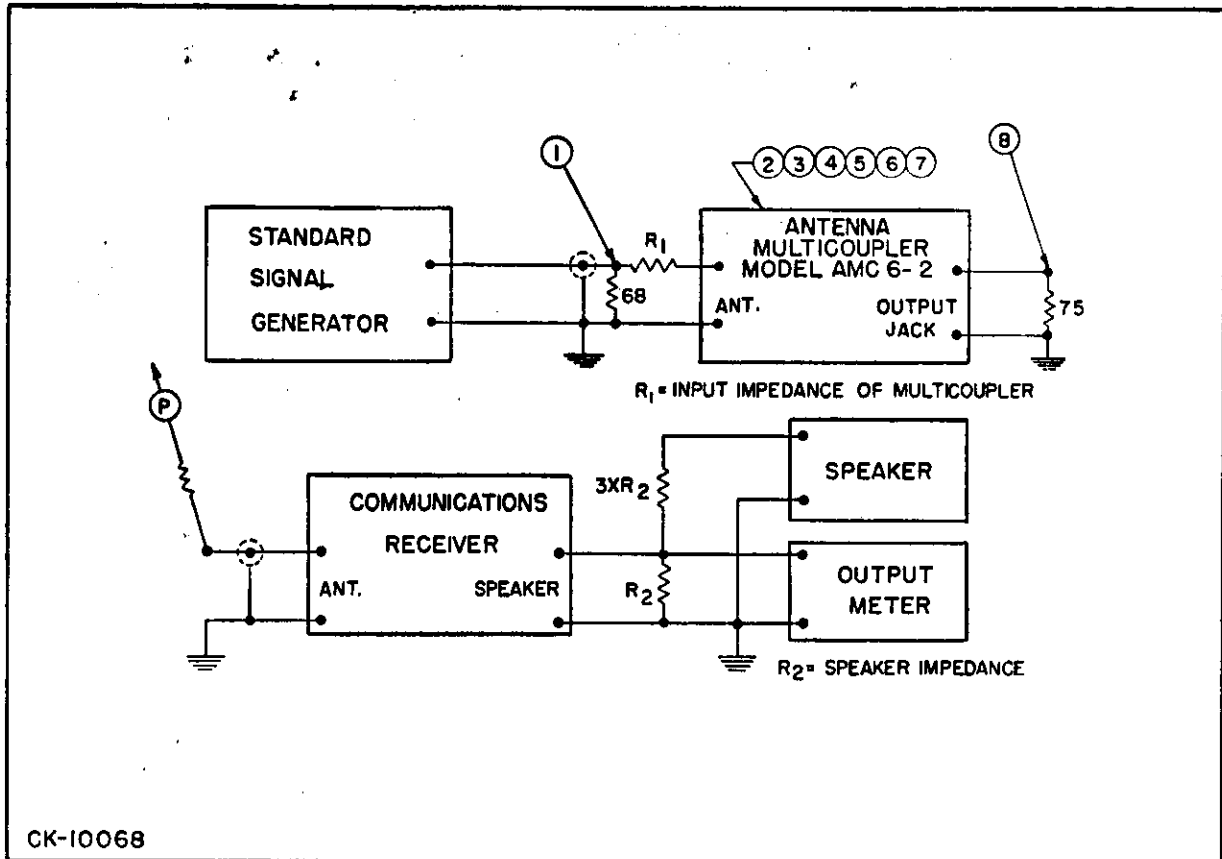 1
2 3 4 5 6 7
8
STANDARD
SIGNAL
GENERATOR
R1
68
ANTENNA
MULTICOUPLER
MODEL AMC 6-2
ANT.
OUTPUT
JACK
75
R1= INPUT IMPEDANCE OF MULTICOUPLER
P
COMMUNICATIONS
RECEIVER
ANT.
SPEAKER
3XR2
R2
SPEAKER
OUTPUT
METER
R2= SPEAKER IMPEDANCE
CK-10068